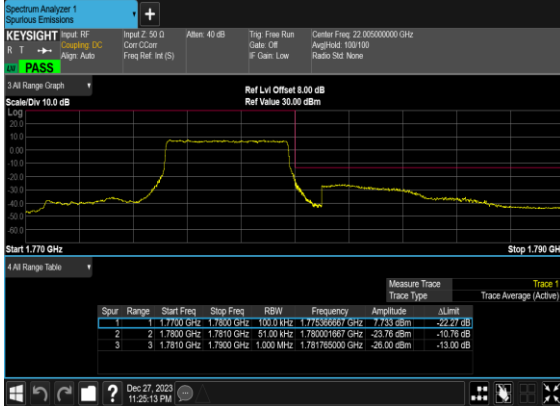 Spectrum Analyzer 1
Spurious Emissions
+
KEYSIGHT Input: RF Input Z: 50 Ω Atten: 40 dB Trig: Free Run Center Freq: 22.005000000 GHz
R T Coupling: DC Corr CCorr Gate: Off Avg|Hold: 100/100
Align: Auto Freq Ref: Int (S) IF Gain: Low Radio Std: None
LXI PASS
3 All Range Graph
Ref Lvl Offset 8.00 dB
Scale/Div 10.0 dB Ref Value 30.00 dBm
Log
20.0
10.0
0.00
-10.0
-20.0
-30.0
-40.0
-50.0
-60.0
Start 1.770 GHz Stop 1.790 GH
4 All Range Table
Measure Trace Trace 1
Trace Type Trace Average (Active)
Spur Range Start Freq Stop Freq RBW Frequency Amplitude ΔLimit
1 1 1.7700 GHz 1.7800 GHz 100.0 kHz 1.775366667 GHz 7.733 dBm -22.27 dB
2 2 1.7800 GHz 1.7810 GHz 51.00 kHz 1.780001667 GHz -23.76 dBm -10.76 dB
3 3 1.7810 GHz 1.7900 GHz 1.000 MHz 1.781765000 GHz -26.00 dBm -13.00 dB
? Dec 27, 2023
11:25:13 PM